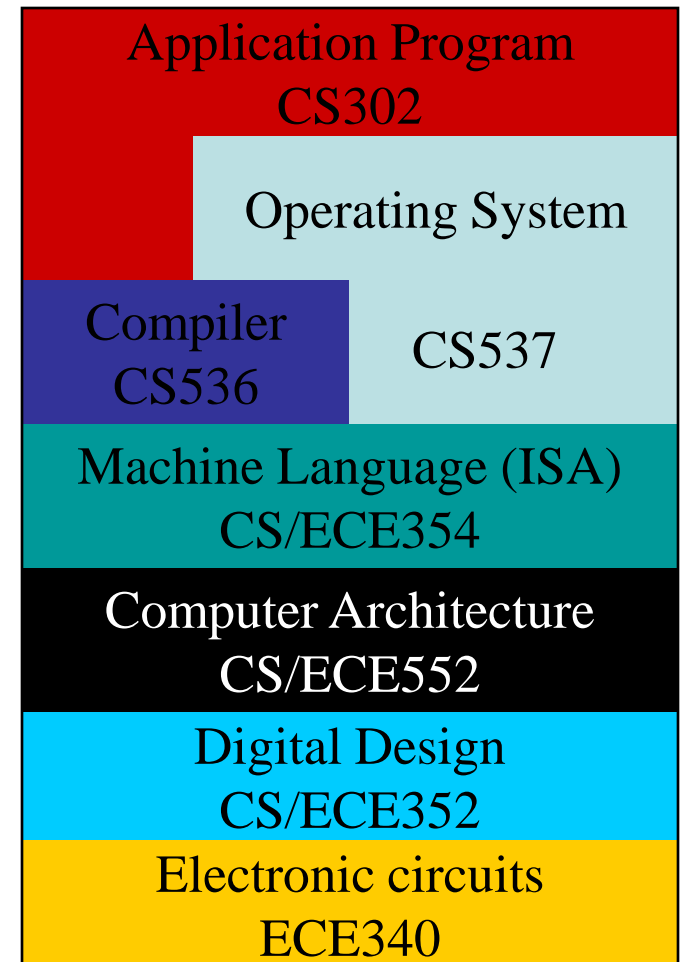 Application Program
CS302
Operating System
CS537
Compiler
CS536
Machine Language (ISA)
CS/ECE354
Computer Architecture
CS/ECE552
Digital Design
CS/ECE352
Electronic circuits
ECE340